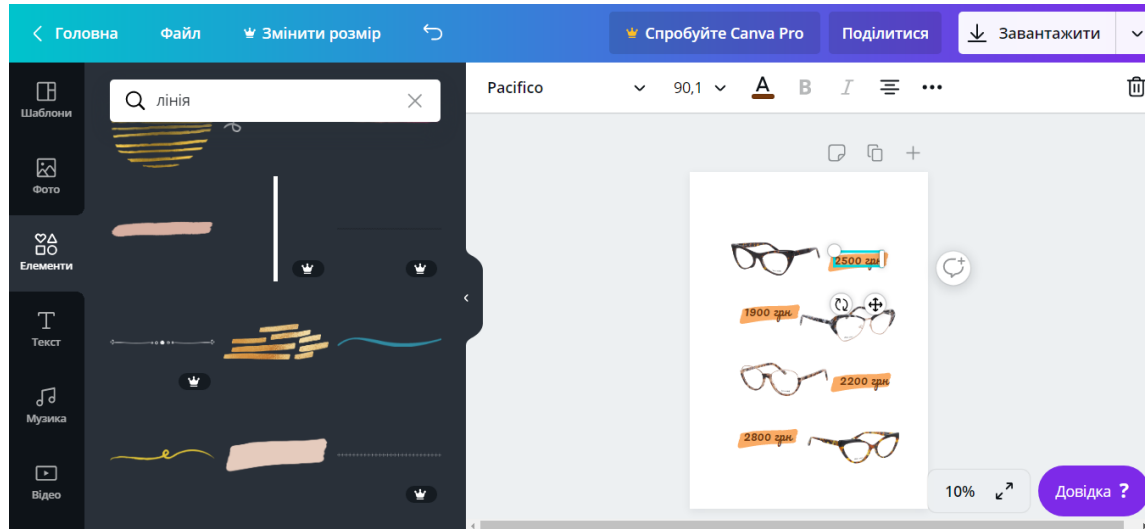 Головна Файл Змінити розмір Спробуйте Canva Pro Поділитися Завантажити
лінія
Pacifico 90,1 A B I
Шаблони
Фото
Елементи
Текст
Музика
Відео
2500 грн
1900 грн
2200 грн
2800 грн
10% Довідка ?